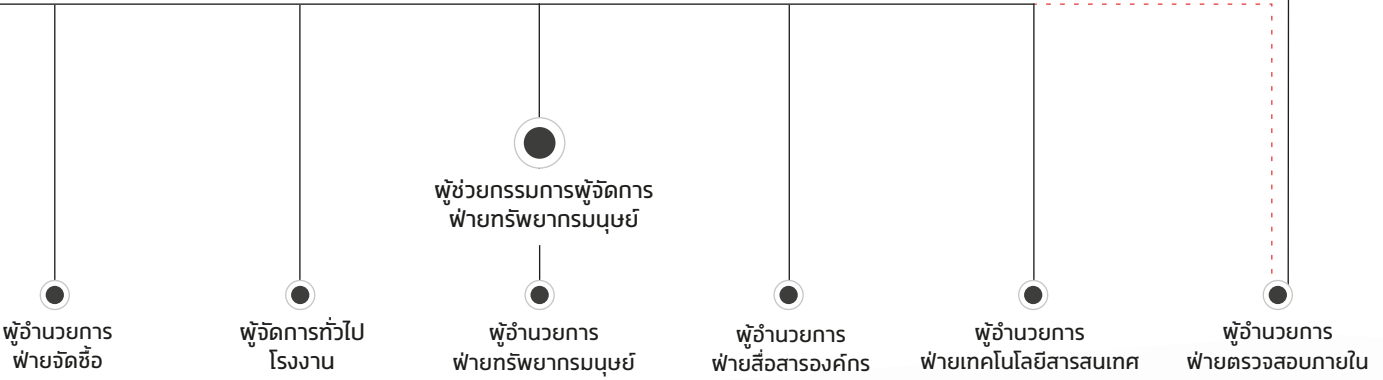 ผู้ช่วยกรรมการผู้จัดการ
ฝ่ายทรัพยากรมนุษย์
ผู้อำนวยการ
ฝ่ายจัดซื้อ
ผู้จัดการทั่วไป
โรงงาน
ผู้อำนวยการ
ฝ่ายทรัพยากรมนุษย์
ผู้อำนวยการ
ฝ่ายสื่อสารองค์กร
ผู้อำนวยการ
ฝ่ายเทคโนโลยีสารสนเทศ
ผู้อำนวยการ
ฝ่ายตรวจสอบภายใน